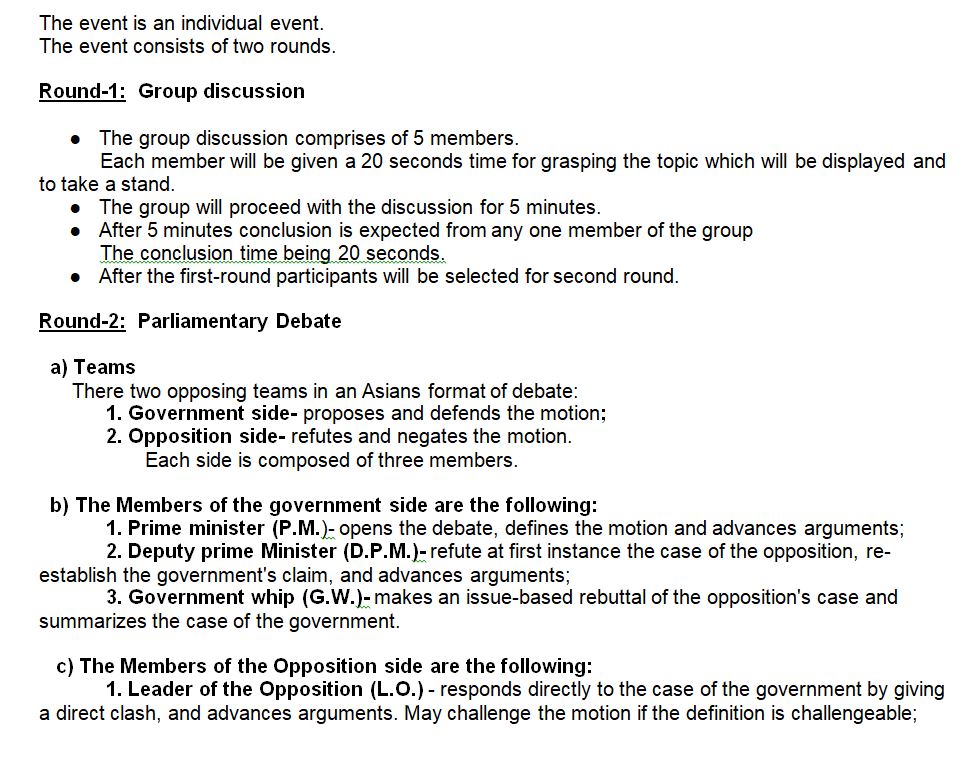 The event is an individual event.
The event consists of two rounds.
Round-1: Group discussion
● The group discussion comprises of 5 members.
Each member will be given a 20 seconds time for grasping the topic which will be displayed and
to take a stand.
● The group will proceed with the discussion for 5 minutes.
● After 5 minutes conclusion is expected from any one member of the group
The conclusion time being 20 seconds.
● After the first-round participants will be selected for second round.
Round-2: Parliamentary Debate
a) Teams
There two opposing teams in an Asians format of debate:
1. Government side- proposes and defends the motion;
2. Opposition side- refutes and negates the motion.
Each side is composed of three members.
b) The Members of the government side are the following:
1. Prime minister (P.M.)- opens the debate, defines the motion and advances arguments;
2. Deputy prime Minister (D.P.M.)- refute at first instance the case of the opposition, re-
establish the government's claim, and advances arguments;
3. Government whip (G.W.)- makes an issue-based rebuttal of the opposition's case and
summarizes the case of the government.
c) The Members of the Opposition side are the following:
1. Leader of the Opposition (L.O.) - responds directly to the case of the government by giving
a direct clash, and advances arguments. May challenge the motion if the definition is challengeable;